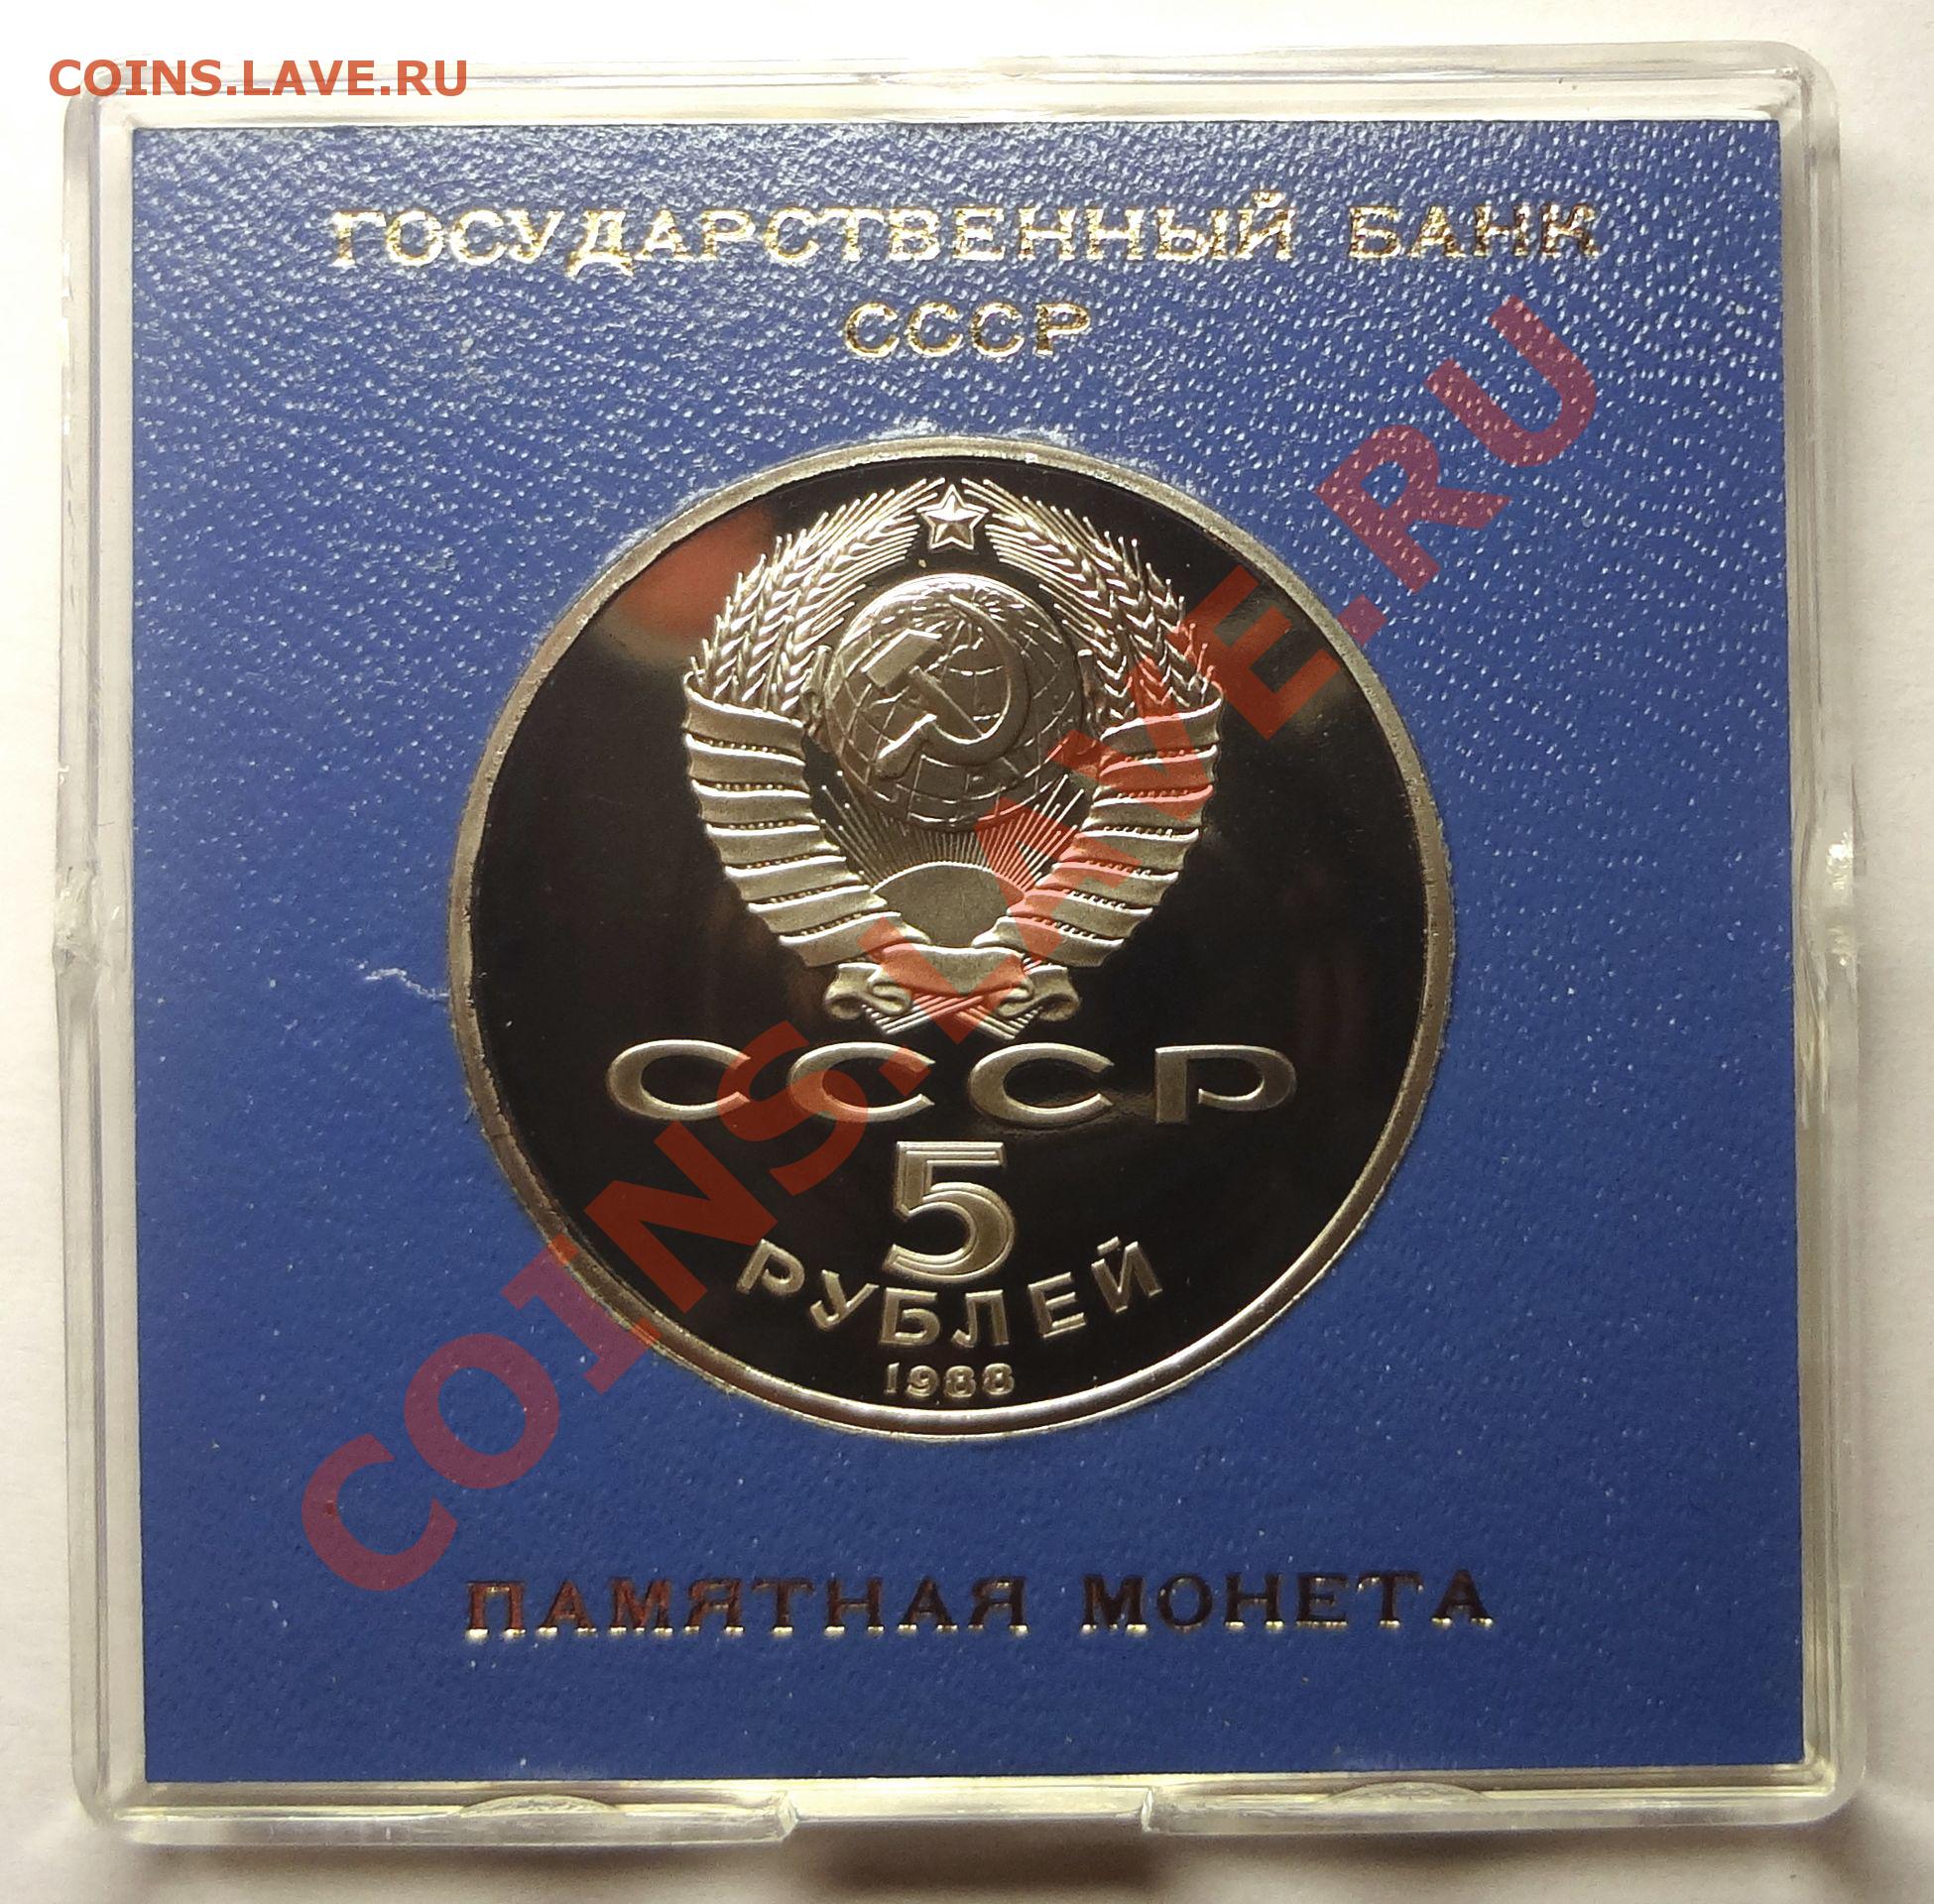 COINS.LAVE.RU
ГОСУДАРСТВЕННЫЙ БАНК
СССР
СССР
5
РУБЛЕЙ
1988
ПАМЯТНАЯ МОНЕТА
COINS.LAVE.RU